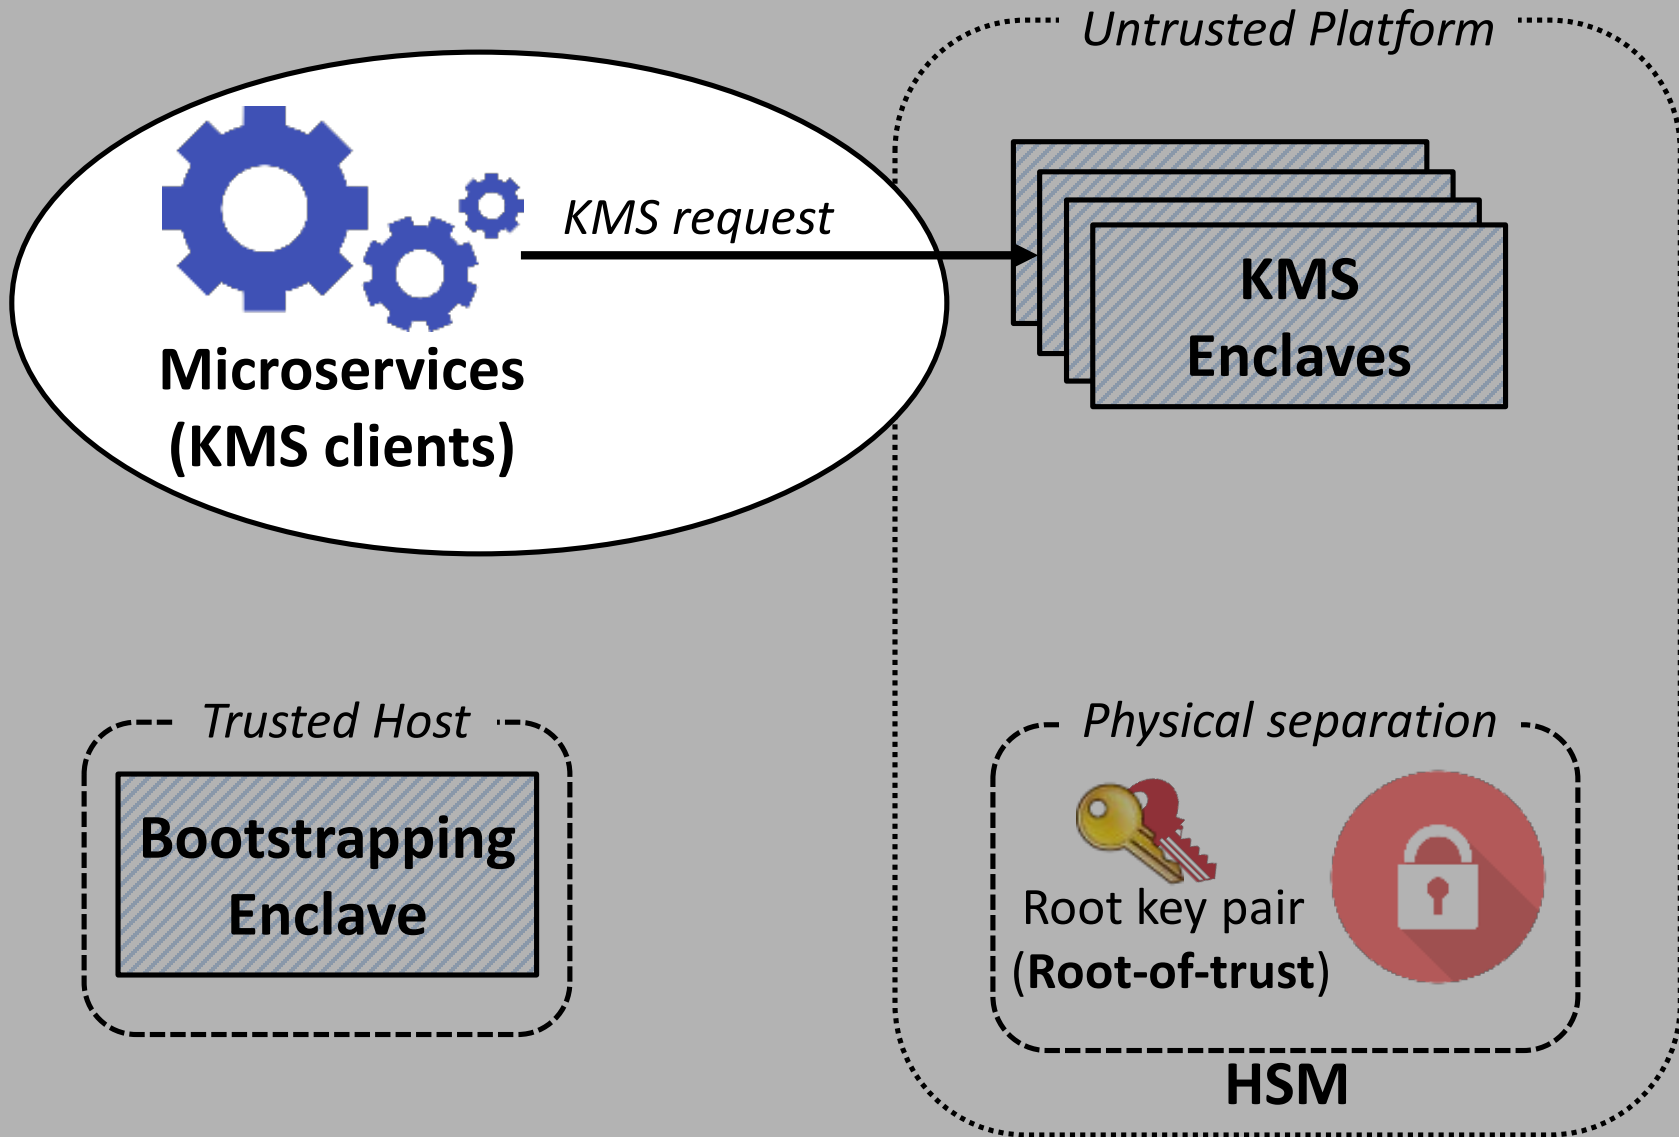 Untrusted Platform
KMS request
Microservices
(KMS clients)
KMS
Enclaves
Trusted Host
Bootstrapping
Enclave
Physical separation
Root key pair
(Root-of-trust)
HSM